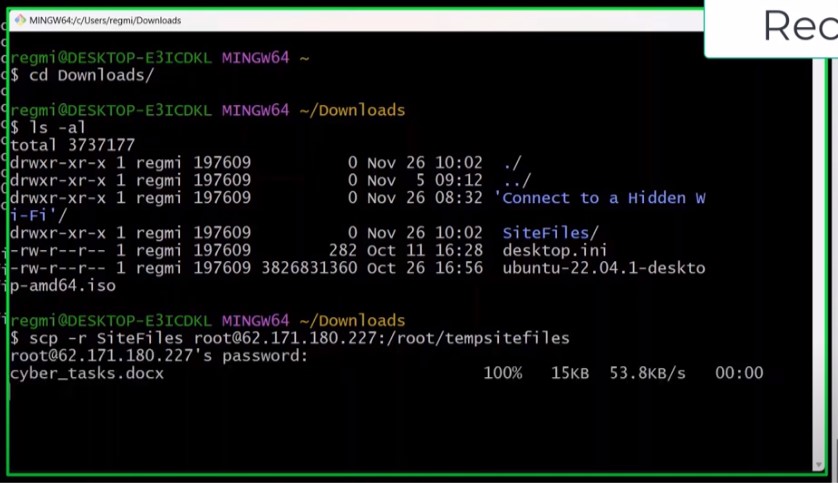 MINGW64:/c/Users/regmi/Downloads
Rec
regmi@DESKTOP-E3ICDKL MINGW64 ~
$ cd Downloads/
regmi@DESKTOP-E3ICDKL MINGW64 ~/Downloads
$ ls -al
total 3737177
drwxr-xr-x 1 regmi 197609 0 Nov 26 10:02 ./
drwxr-xr-x 1 regmi 197609 0 Nov 5 09:12 ../
drwxr-xr-x 1 regmi 197609 0 Nov 26 08:32 'Connect to a Hidden W
i-Fi'/
drwxr-xr-x 1 regmi 197609 0 Nov 26 10:02 SiteFiles/
-rw-r--r-- 1 regmi 197609 282 Oct 11 16:28 desktop.ini
-rw-r--r-- 1 regmi 197609 3826831360 Oct 26 16:56 ubuntu-22.04.1-deskto
p-amd64.iso
regmi@DESKTOP-E3ICDKL MINGW64 ~/Downloads
$ scp -r SiteFiles root@62.171.180.227:/root/tempsitefiles
root@62.171.180.227's password:
cyber_tasks.docx 100% 15KB 53.8KB/s 00:00